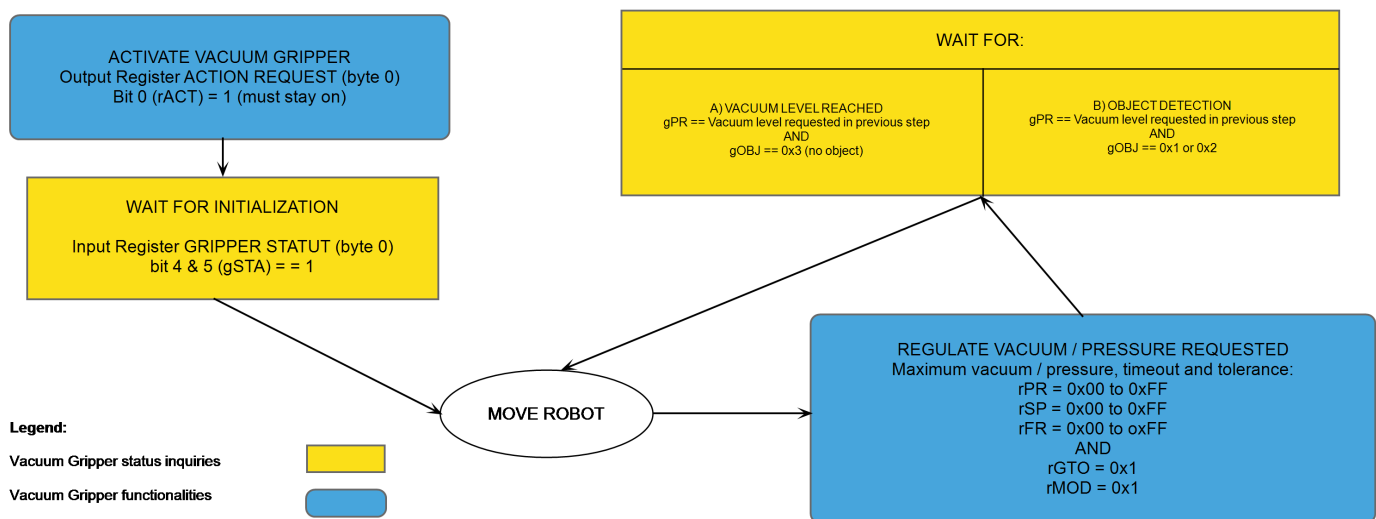 ACTIVATE VACUUM GRIPPER
Output Register ACTION REQUEST (byte 0)
Bit 0 (rACT) = 1 (must stay on)
WAIT FOR INITIALIZATION
Input Register GRIPPER STATUT (byte 0)
bit 4 & 5 (gSTA) = = 1
WAIT FOR:
A) VACUUM LEVEL REACHED
gPR == Vacuum level requested in previous step
AND
gOBJ == 0x3 (no object)
B) OBJECT DETECTION
gPR == Vacuum level requested in previous step
AND
gOBJ == 0x1 or 0x2
MOVE ROBOT
REGULATE VACUUM / PRESSURE REQUESTED
Maximum vacuum / pressure, timeout and tolerance:
rPR = 0x00 to 0xFF
rSP = 0x00 to 0xFF
rFR = 0x00 to oxFF
AND
rGTO = 0x1
rMOD = 0x1
Legend:
Vacuum Gripper status inquiries
Vacuum Gripper functionalities